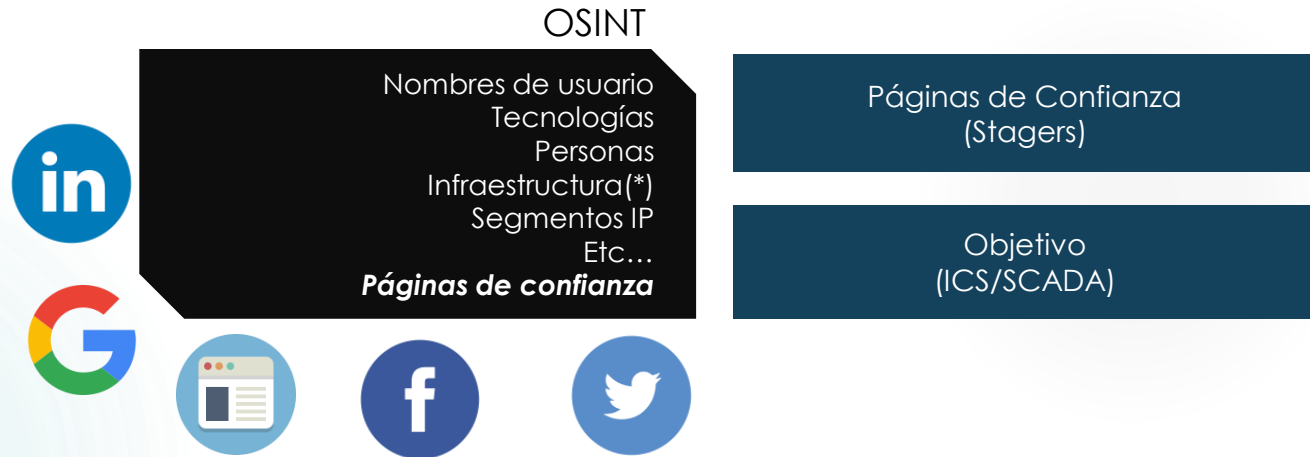 OSINT
Nombres de usuario
Tecnologías
Personas
Infraestructura(*)
Segmentos IP
Etc…
Páginas de confianza
Páginas de Confianza
(Stagers)
Objetivo
(ICS/SCADA)
in
G
f